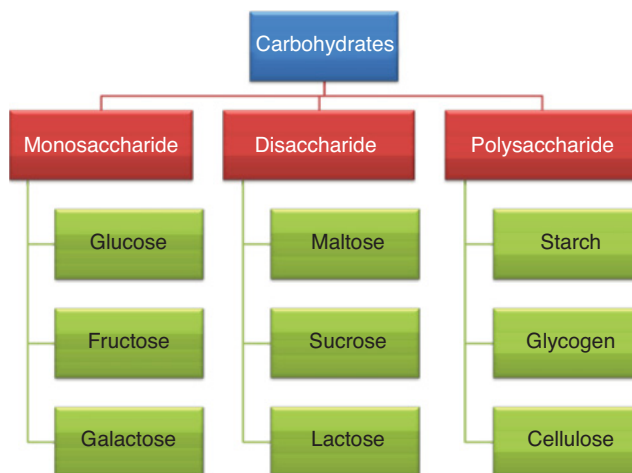 Carbohydrates
Monosaccharide
Disaccharide
Polysaccharide
Glucose
Maltose
Starch
Fructose
Sucrose
Glycogen
Galactose
Lactose
Cellulose